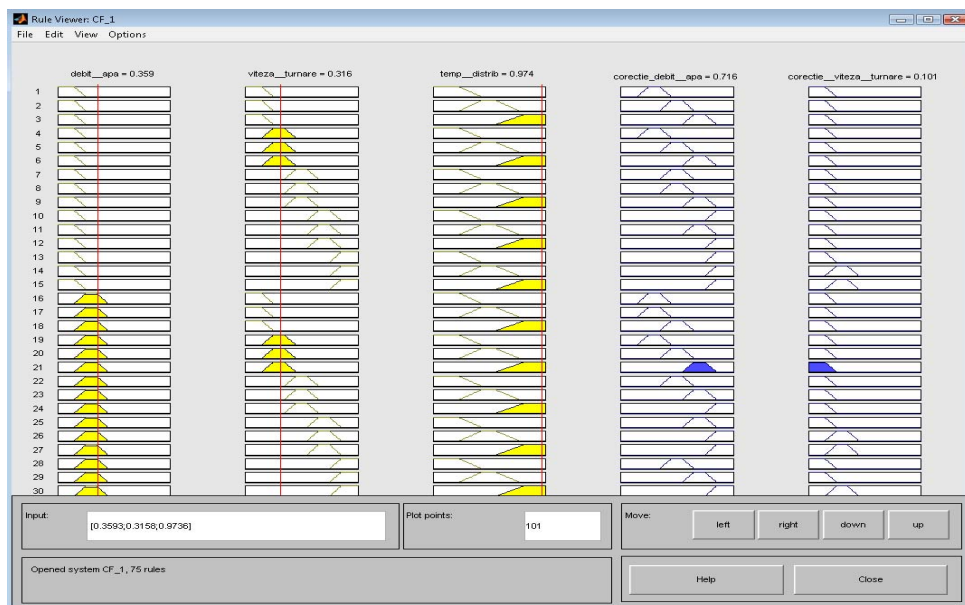 Rule Viewer: CF_1
File Edit View Options
debit__apa = 0.359
viteza__turnare = 0.316
temp__distrib = 0.974
corectie_debit__apa = 0.716
corectie__viteza__turnare = 0.101
1
2
3
4
5
6
7
8
9
10
11
12
13
14
15
16
17
18
19
20
21
22
23
24
25
26
27
28
29
30
Input:
[0.3593;0.3158;0.9736]
Plot points:
101
Move:
left
right
down
up
Opened system CF_1, 75 rules
Help
Close